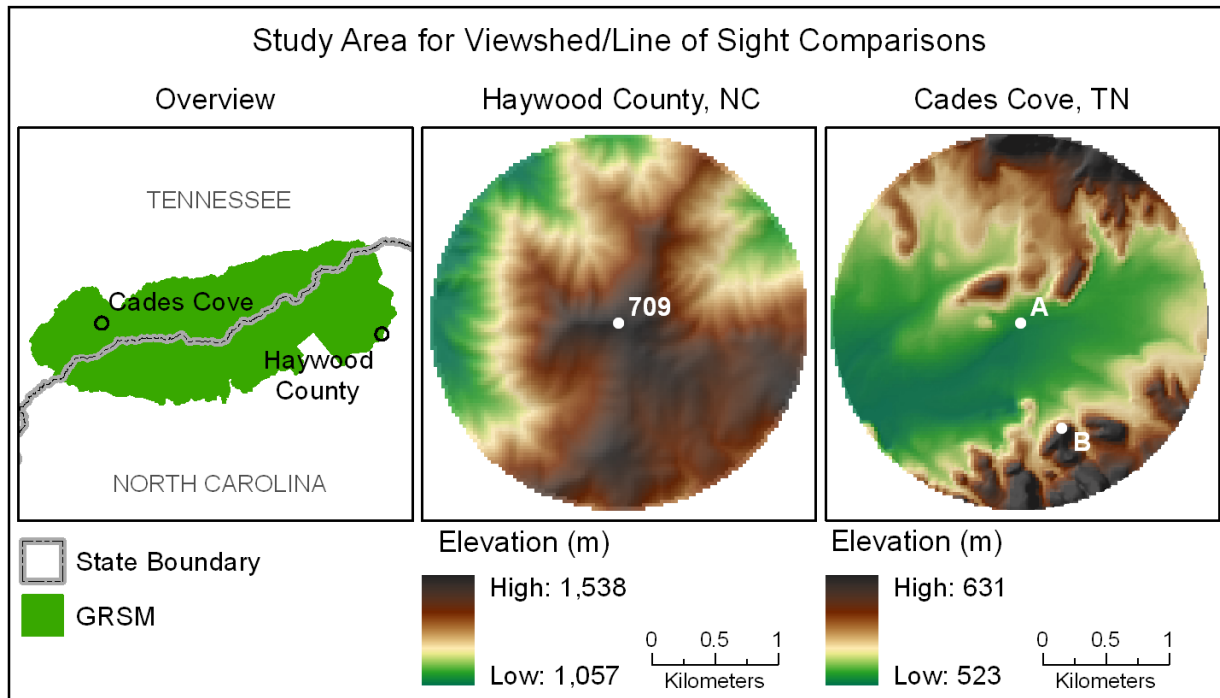 Study Area for Viewshed/Line of Sight Comparisons
Overview
Haywood County, NC
Cades Cove, TN
TENNESSEE
Cades Cove
Haywood
County
NORTH CAROLINA
709
A
B
State Boundary
GRSM
Elevation (m)
High: 1,538
Low: 1,057
0 0.5 1
Kilometers
Elevation (m)
High: 631
Low: 523
0 0.5 1
Kilometers